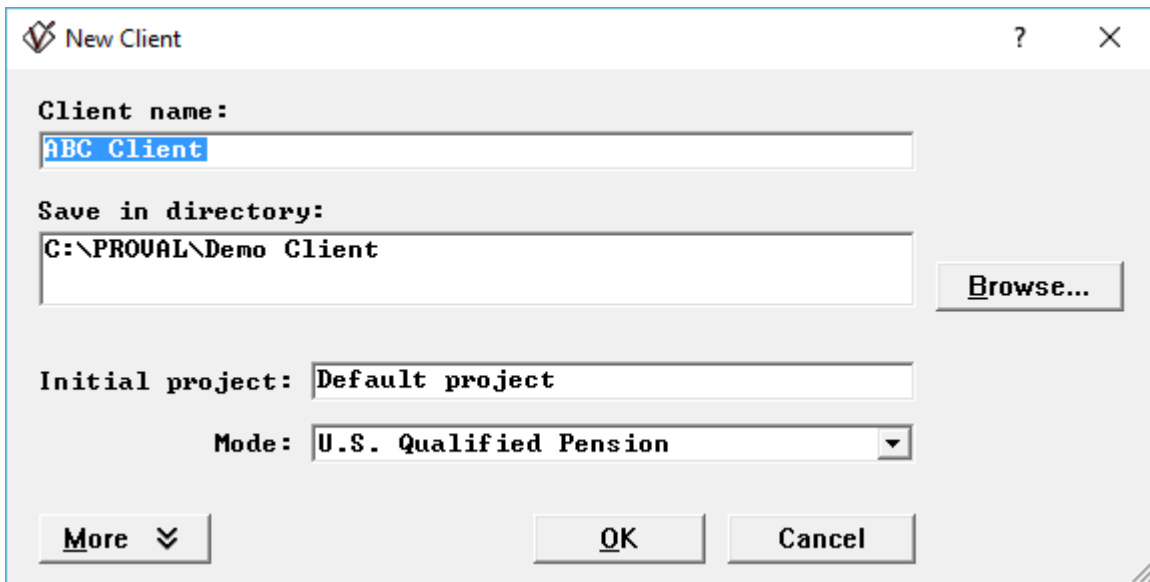 New Client
?
Client name:
ABC Client
Save in directory:
C:\PROVAL\Demo Client
Browse...
Initial project: Default project
Mode: U.S. Qualified Pension
More
OK
Cancel